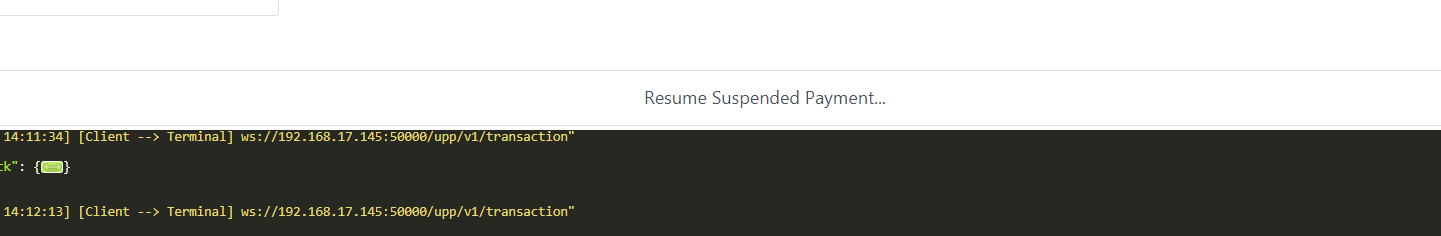 Resume Suspended Payment...
14:11:34] [Client --> Terminal] ws://192.168.17.145:50000/upp/v1/transaction"
ck": {}
14:12:13] [Client --> Terminal] ws://192.168.17.145:50000/upp/v1/transaction"